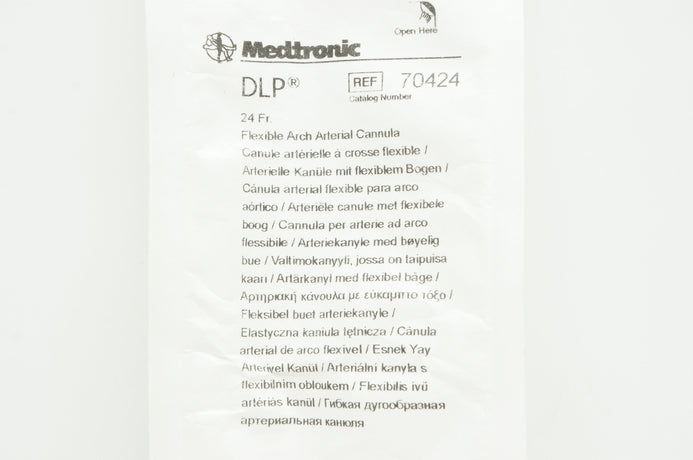 Open Here
Medtronic
DLP® REF 70424
Catalog Number
24 Fr.
Flexible Arch Arterial Cannula
Canule artérielle à crosse flexible /
Arterielle Kanüle mit flexiblem Bogen /
Cânula arterial flexible para arco
aórtico / Arteriële canule met flexibele
boog / Cannula per arterie ad arco
flessibile / Arteriekanyle med bøyelig
bue / Valtimokanyyli, jossa on taipuisa
kaari / Artärkanyl med flexibel båge /
Αρτηριακή κάνουλα με εύκαμπτο τόξο /
Fleksibel buet arteriekanyle /
Elastyczna kaniula tętnicza / Cânula
arterial de arco flexível / Esnek Yay
Arteriyel Kanül / Arteriální kanyla s
flexibilním obloukem / Flexibilis ívű
artériás kanül / Гибкая дугообразная
артериальная канюля